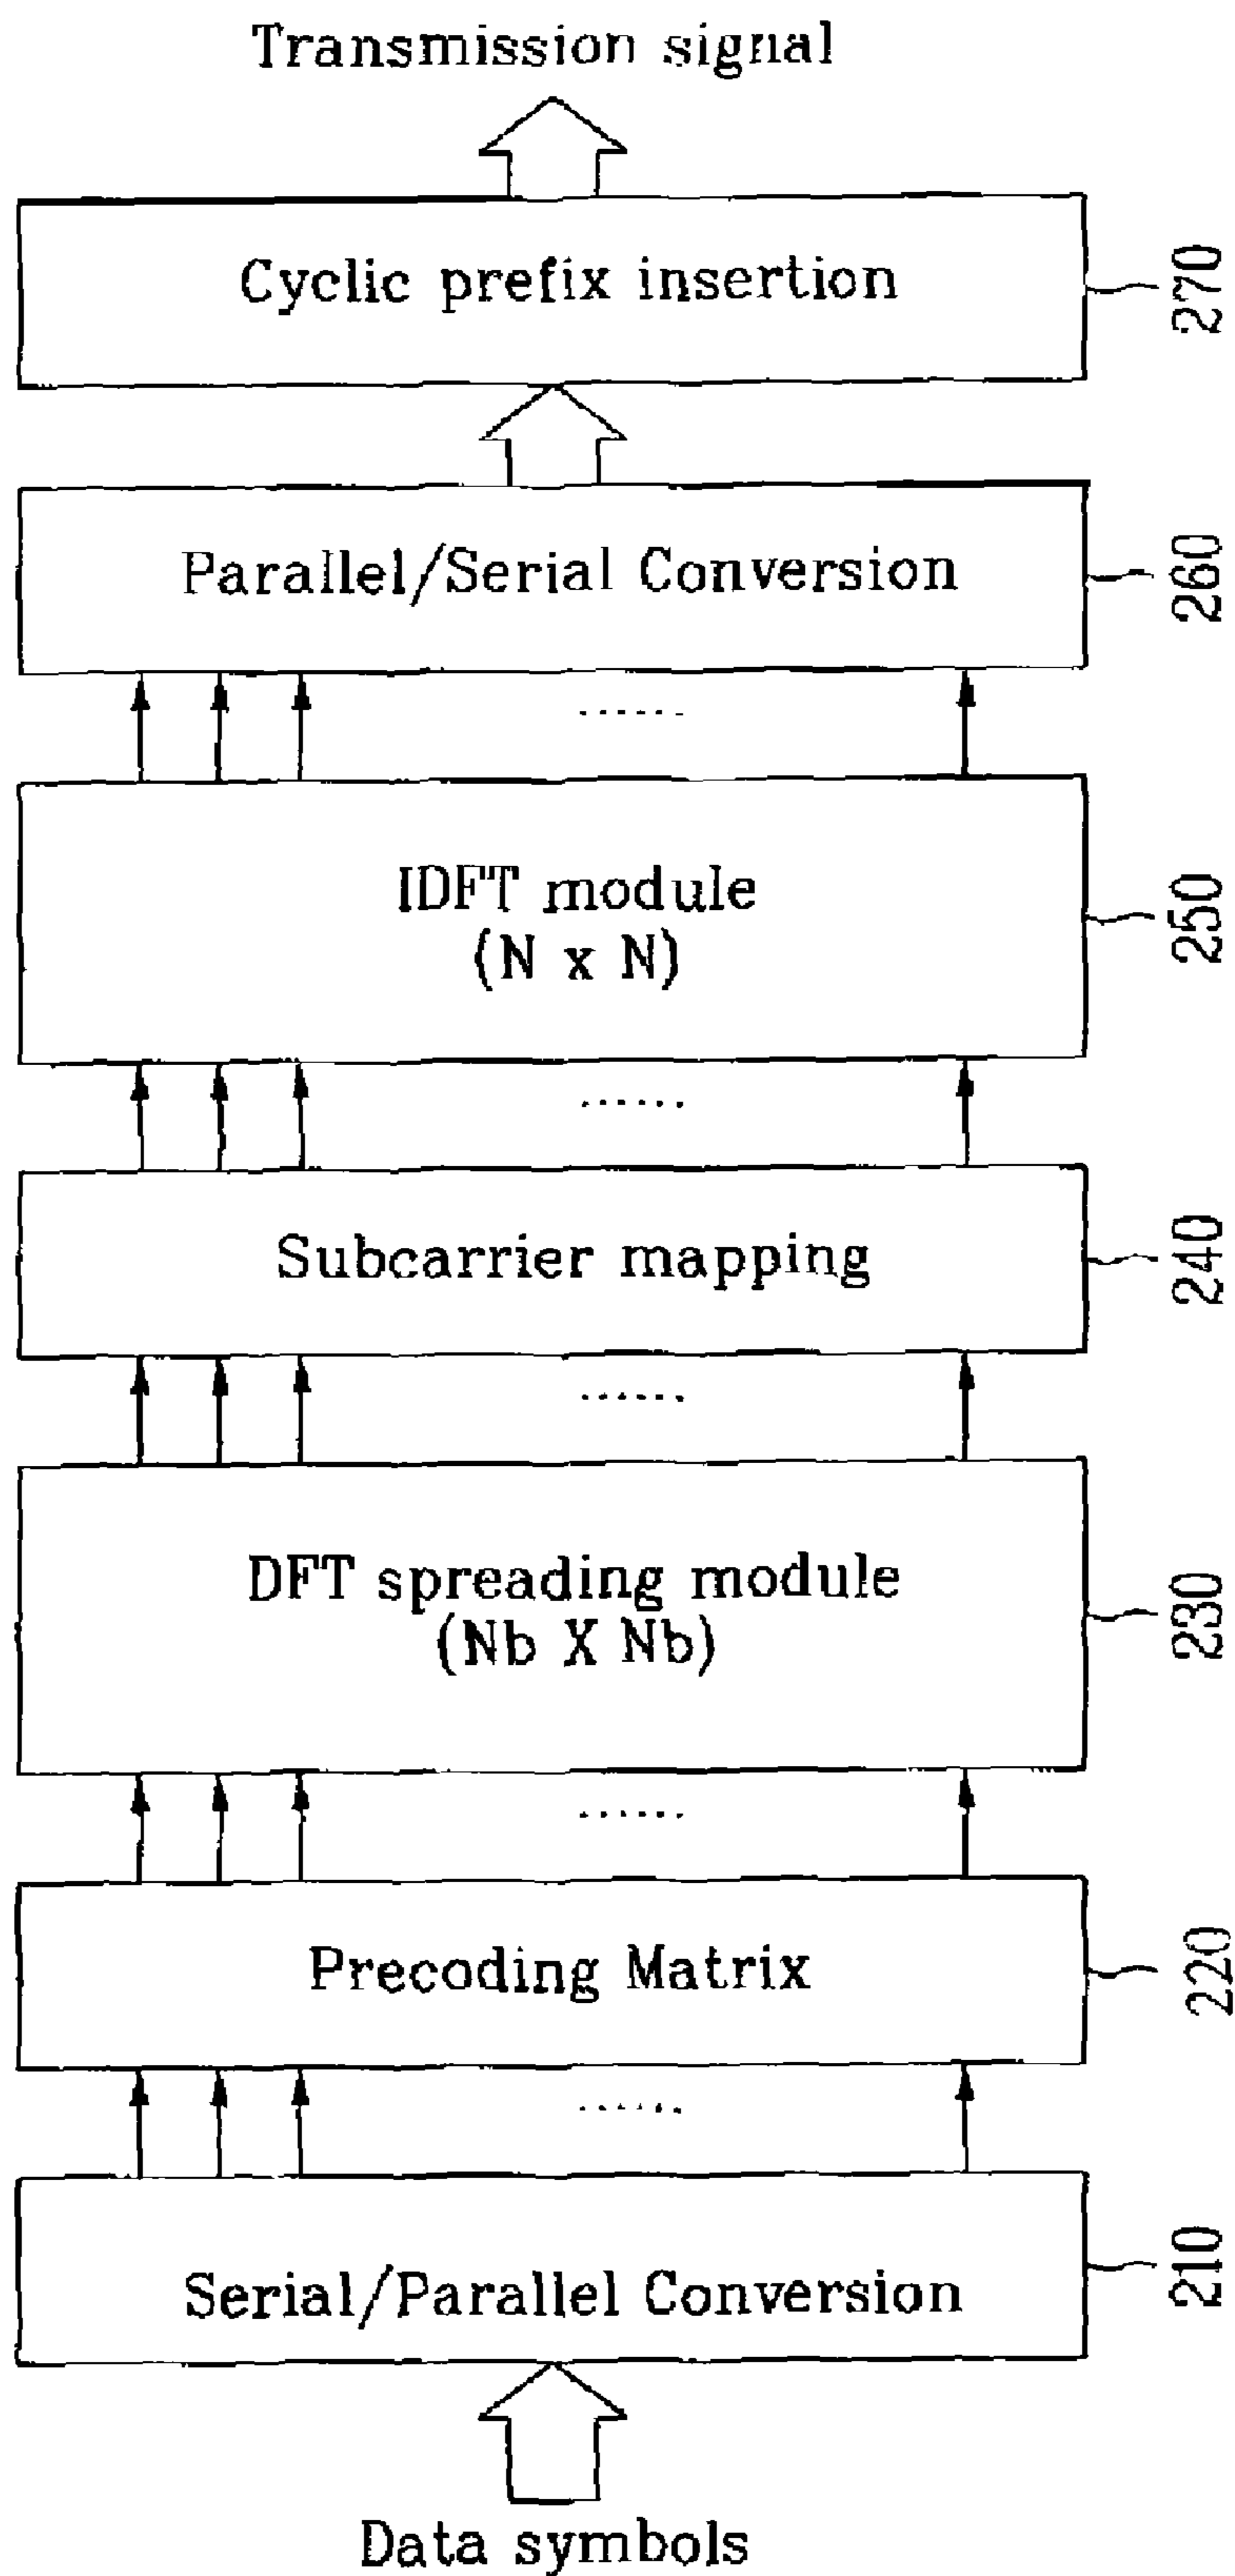 Transmission signal
Cyclic prefix insertion
270
Parallel/Serial Conversion
260
IDFT module
(N x N)
250
Subcarrier mapping
240
DFT spreading module
(Nb X Nb)
230
Precoding Matrix
220
Serial/Parallel Conversion
210
Data symbols